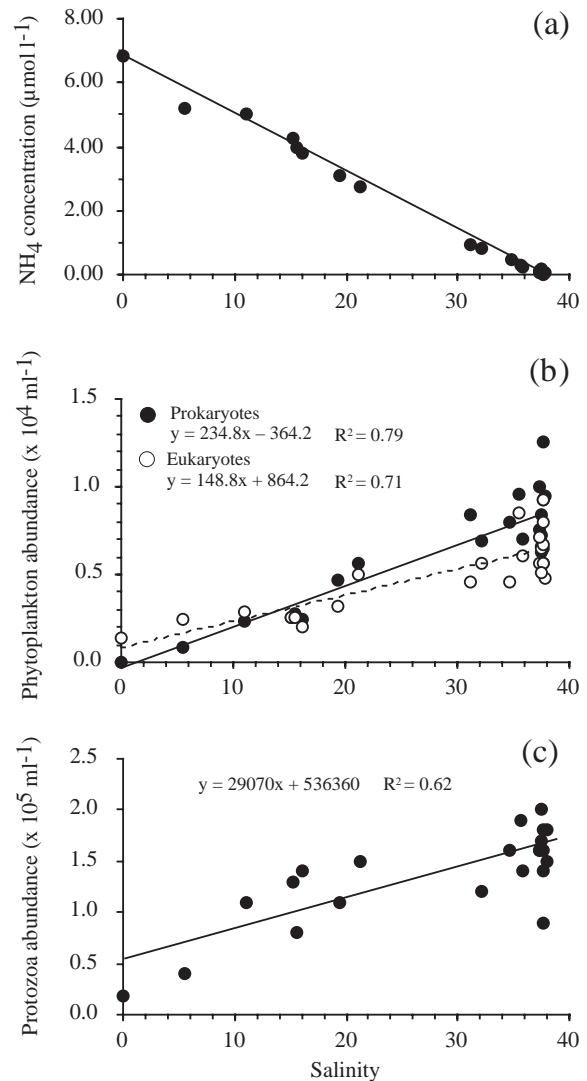 (a)
NH4 concentration (µmol l-1)
8.00
6.00
4.00
2.00
0.00
0 10 20 30 40
(b)
Phytoplankton abundance (x 10⁴ ml-1)
1.5
1.0
0.5
0.0
Prokaryotes
y = 234.8x – 364.2 R² = 0.79
Eukaryotes
y = 148.8x + 864.2 R² = 0.71
0 10 20 30 40
(c)
Protozoa abundance (x 10⁵ ml-1)
2.5
2.0
1.5
1.0
0.5
0.0
y = 29070x + 536360 R² = 0.62
0 10 20 30 40
Salinity